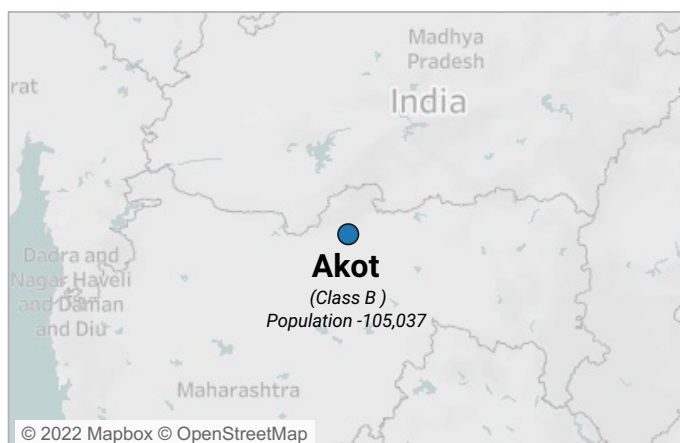 Madhya
Pradesh
rat
India
Dadra and
Nagar Haveli
and Daman
and Diu
Akot
(Class B )
Population -105,037
Maharashtra
© 2022 Mapbox © OpenStreetMap